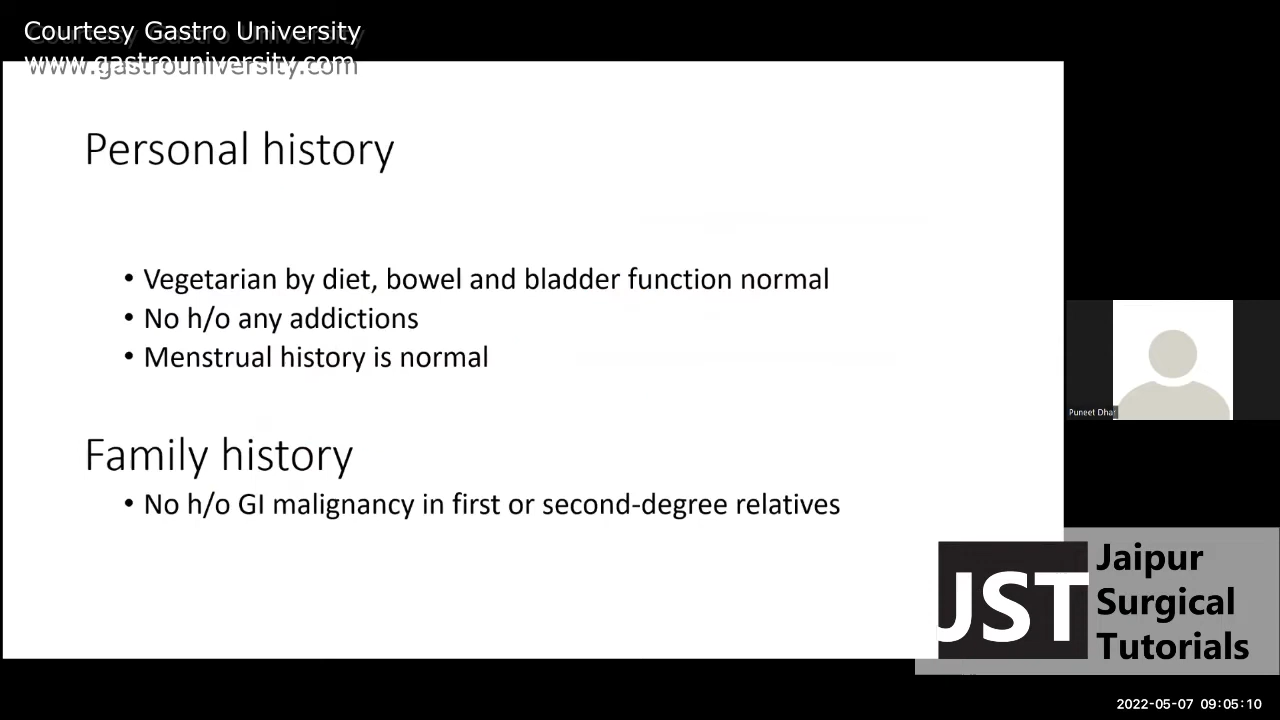 Courtesy Gastro University
www.gastrouniversity.com
Personal history
• Vegetarian by diet, bowel and bladder function normal
• No h/o any addictions
• Menstrual history is normal
Family history
• No h/o GI malignancy in first or second-degree relatives
Puneet Dhar
JST
Jaipur
Surgical
Tutorials
2022-05-07 09:05:10